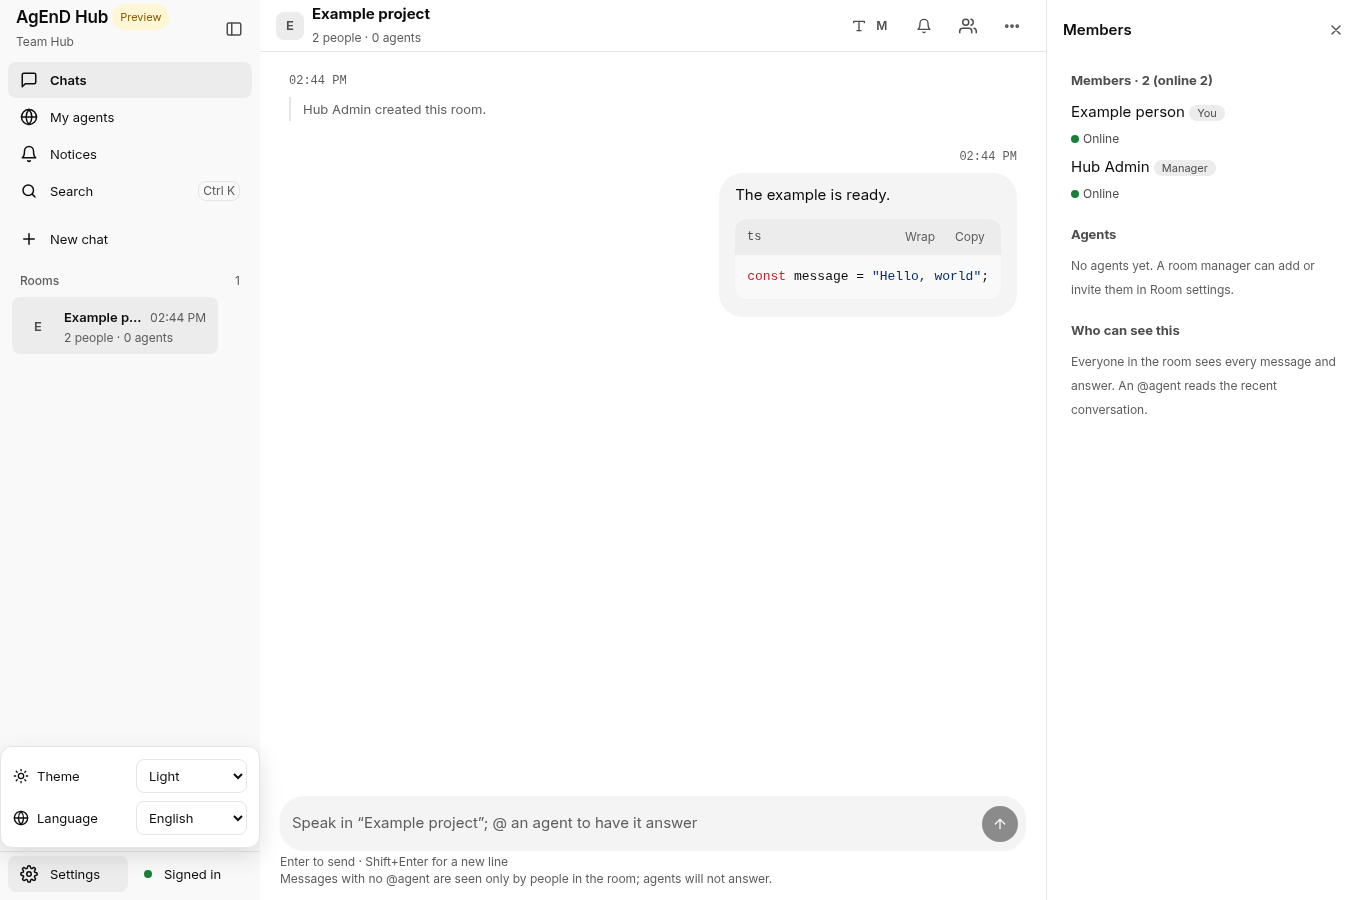 AgEnD Hub Preview
Team Hub
Chats
My agents
Notices
Search Ctrl K
New chat
Rooms 1
E Example p... 02:44 PM
2 people · 0 agents
Theme Light
Language English
Settings Signed in
E Example project
2 people · 0 agents
M
02:44 PM
Hub Admin created this room.
02:44 PM
The example is ready.
ts Wrap Copy
const message = "Hello, world";
Speak in “Example project”; @ an agent to have it answer
Enter to send · Shift+Enter for a new line
Messages with no @agent are seen only by people in the room; agents will not answer.
Members
Members · 2 (online 2)
Example person You
Online
Hub Admin Manager
Online
Agents
No agents yet. A room manager can add or
invite them in Room settings.
Who can see this
Everyone in the room sees every message and
answer. An @agent reads the recent
conversation.